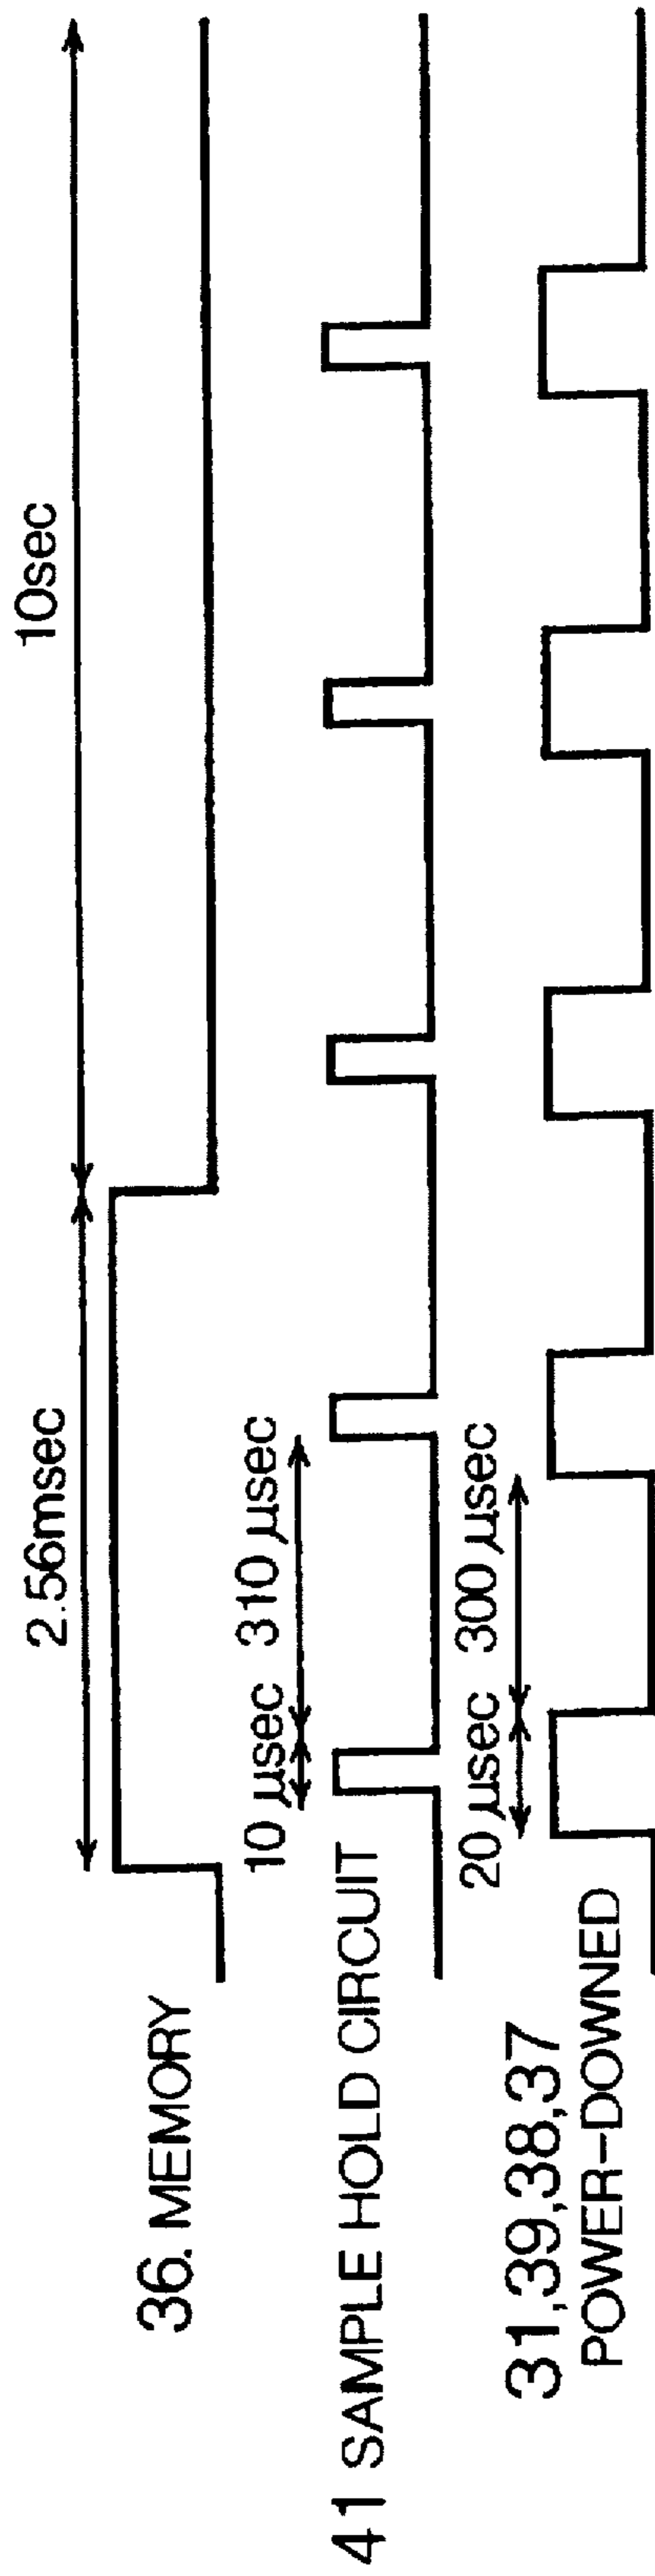 10sec
2.56msec
36. MEMORY
10 µsec 310 µsec
41 SAMPLE HOLD CIRCUIT
20 µsec 300 µsec
31,39,38,37
POWER-DOWNED